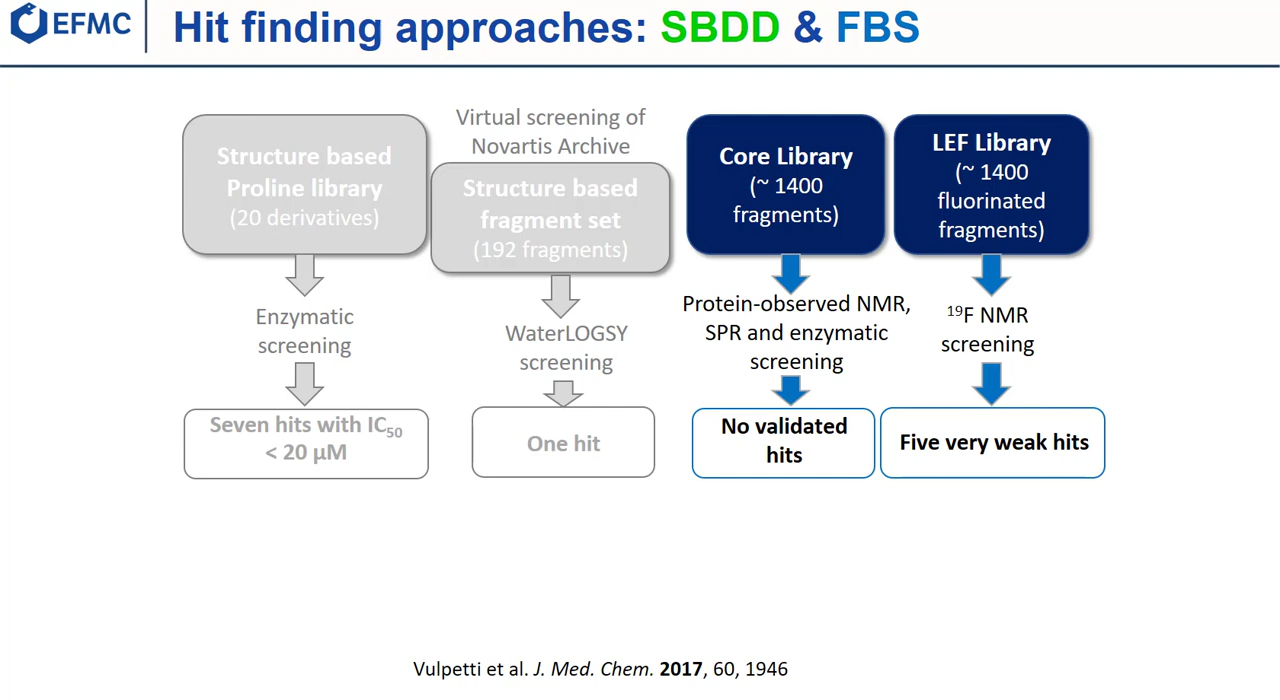 EFMC
Hit finding approaches: SBDD & FBS
Structure based
Proline library
(20 derivatives)
Enzymatic
screening
Seven hits with IC50
< 20 µM
Virtual screening of
Novartis Archive
Structure based
fragment set
(192 fragments)
WaterLOGSY
screening
One hit
Core Library
(~ 1400
fragments)
Protein-observed NMR,
SPR and enzymatic
screening
No validated
hits
LEF Library
(~ 1400
fluorinated
fragments)
19F NMR
screening
Five very weak hits
Vulpetti et al. J. Med. Chem. 2017, 60, 1946